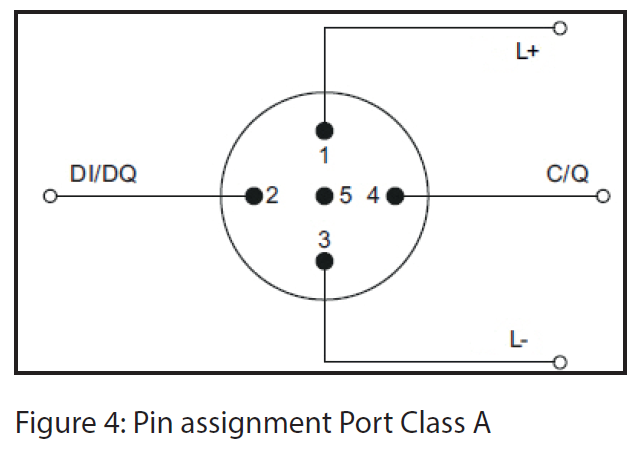 L+
1
DI/DQ
C/Q
2 5 4
3
L-
Figure 4: Pin assignment Port Class A